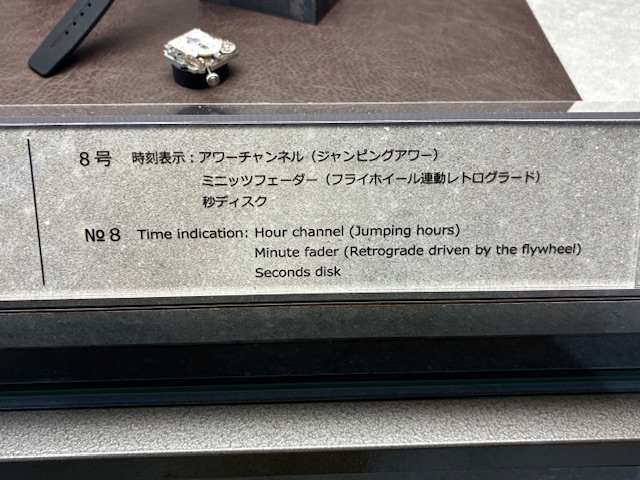 8号 時刻表示：アワーチャンネル（ジャンピングアワー）
ミニッツフェーダー（フライホイール連動レトログラード）
秒ディスク
№8 Time indication: Hour channel (Jumping hours)
Minute fader (Retrograde driven by the flywheel)
Seconds disk